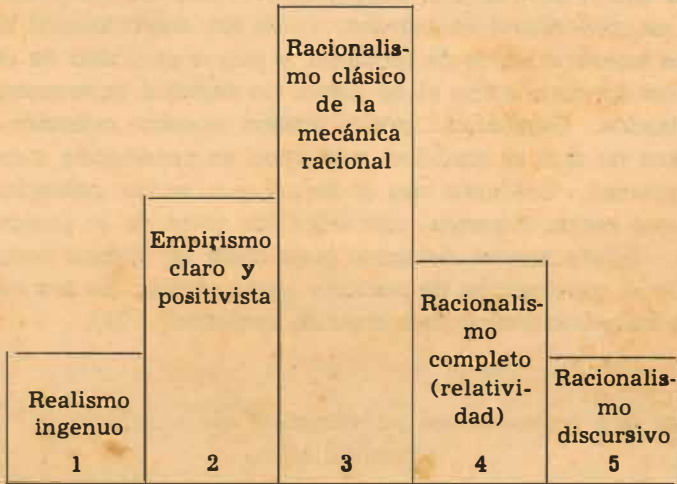 Realismo
ingenuo
1
Empirismo
claro y
positivista
2
Racionalis-
mo clásico
de la
mecánica
racional
3
Racionalis-
mo
completo
(relativi-
dad)
4
Racionalis-
mo
discursivo
5